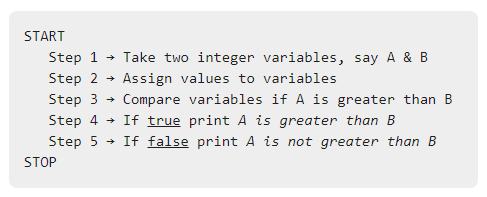 START
Step 1 → Take two integer variables, say A & B
Step 2 → Assign values to variables
Step 3 → Compare variables if A is greater than B
Step 4 → If true print A is greater than B
Step 5 → If false print A is not greater than B
STOP